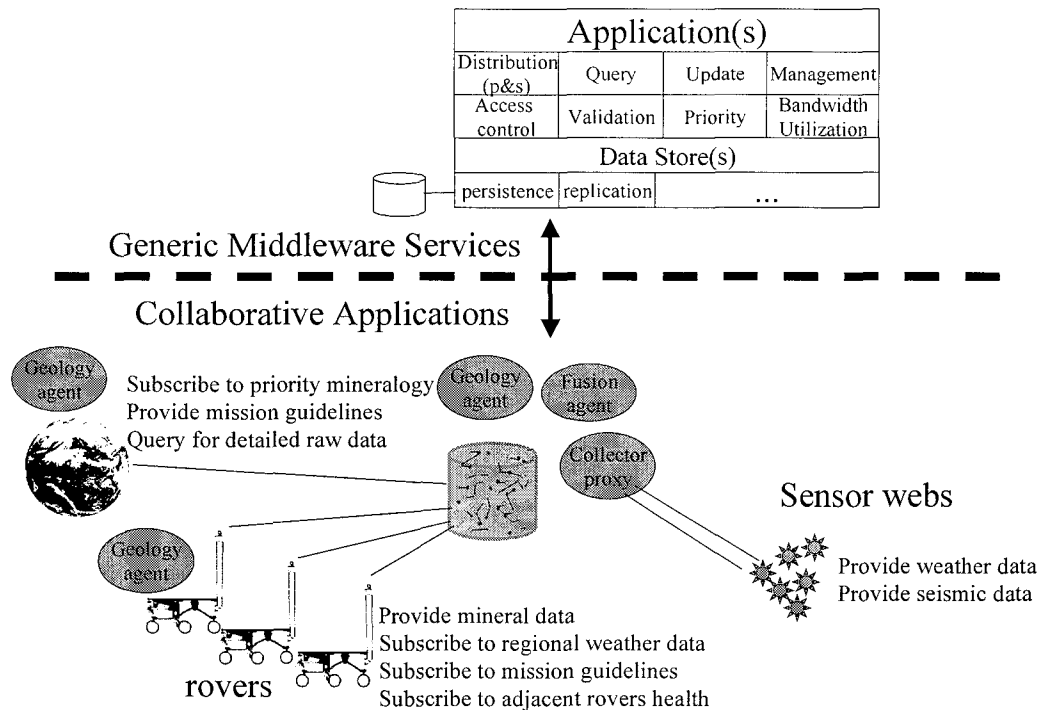 Application(s)
Distribution (p&s) Query Update Management
Access control Validation Priority Bandwidth Utilization
Data Store(s)
persistence replication ...
Generic Middleware Services
Collaborative Applications
Geology agent
Subscribe to priority mineralogy
Provide mission guidelines
Query for detailed raw data
Geology agent
Fusion agent
Collector proxy
Sensor webs
Provide weather data
Provide seismic data
Geology agent
rovers
Provide mineral data
Subscribe to regional weather data
Subscribe to mission guidelines
Subscribe to adjacent rovers health